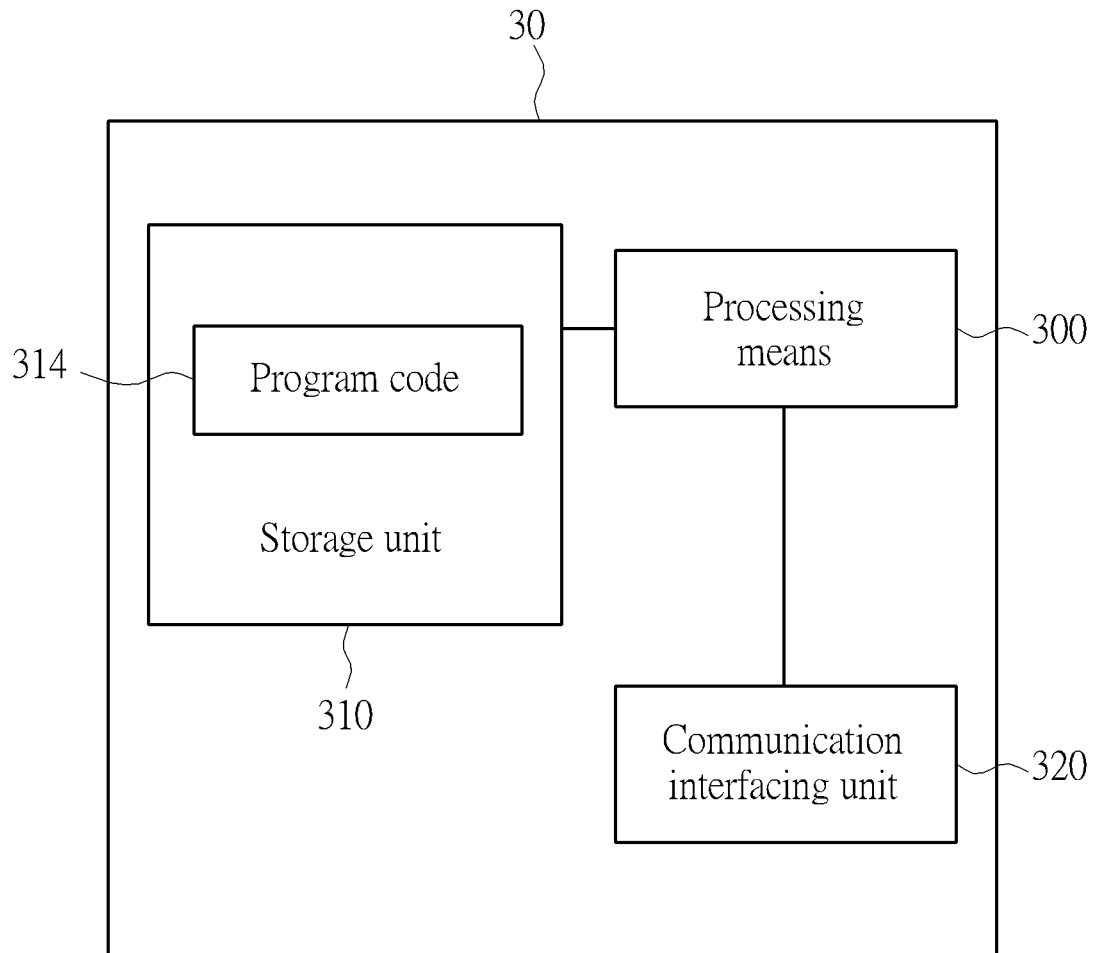 30
Processing
means
300
314
Program code
Storage unit
310
Communication
interfacing unit
320